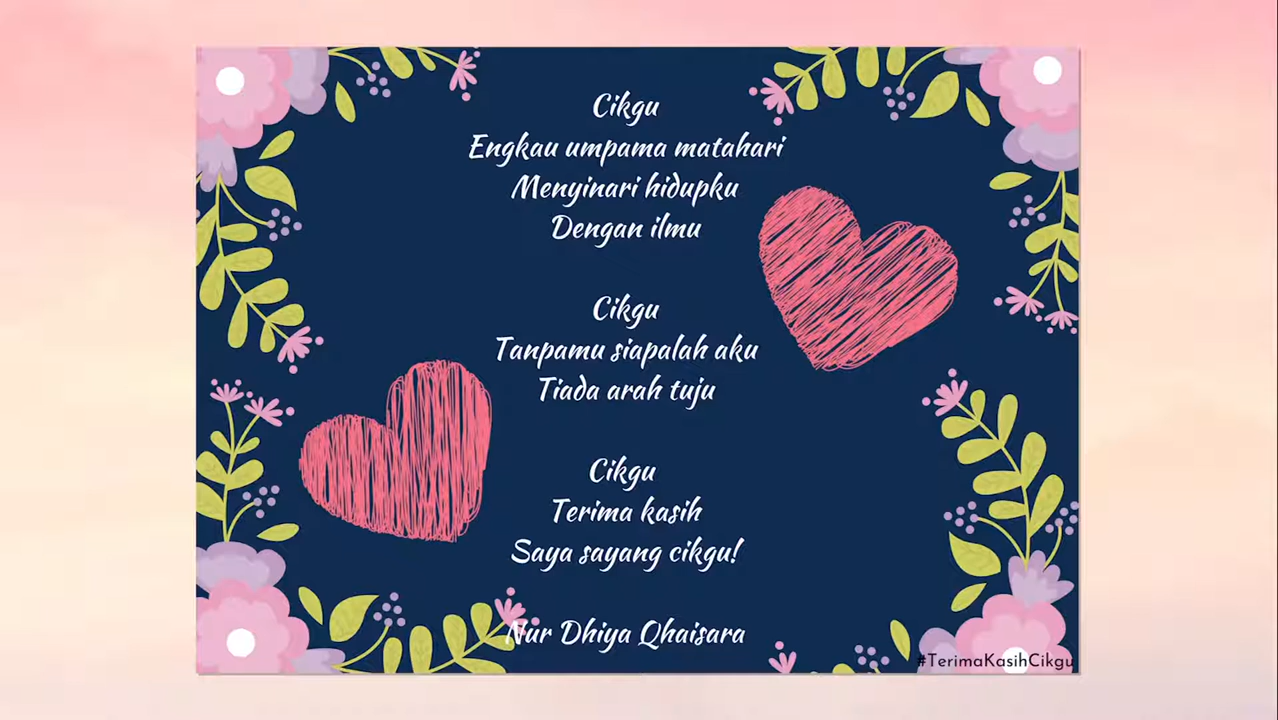 Cikgu
Engkau umpama matahari
Menyinari hidupku
Dengan ilmu
Cikgu
Tanpamu siapalah aku
Tiada arah tuju
Cikgu
Terima kasih
Saya sayang cikgu!
Nur Dhiya Qhaisara
#TerimaKasihCikgu